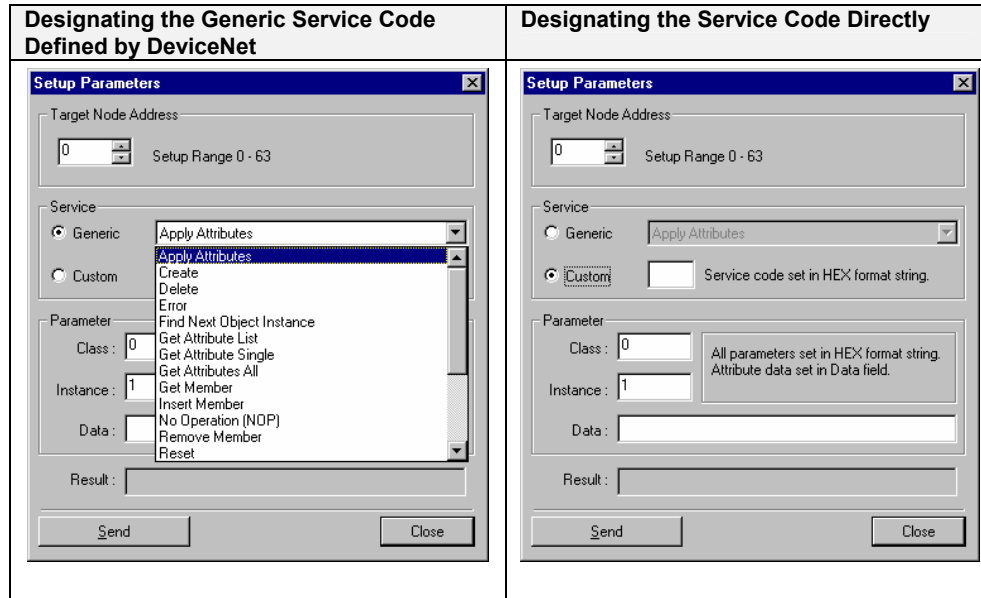 Designating the Generic Service Code
Defined by DeviceNet
Setup Parameters
Target Node Address
0
Setup Range 0 - 63
Service
Generic
Apply Attributes
Apply Attributes
Create
Delete
Error
Find Next Object Instance
Get Attribute List
Get Attribute Single
Get Attributes All
Get Member
Insert Member
No Operation (NOP)
Remove Member
Reset
Custom
Parameter
Class : 0
Instance : 1
Data :
Result :
Send
Close
Designating the Service Code Directly
Setup Parameters
Target Node Address
0
Setup Range 0 - 63
Service
Generic
Apply Attributes
Custom
Service code set in HEX format string.
Parameter
Class : 0
All parameters set in HEX format string.
Attribute data set in Data field.
Instance : 1
Data :
Result :
Send
Close